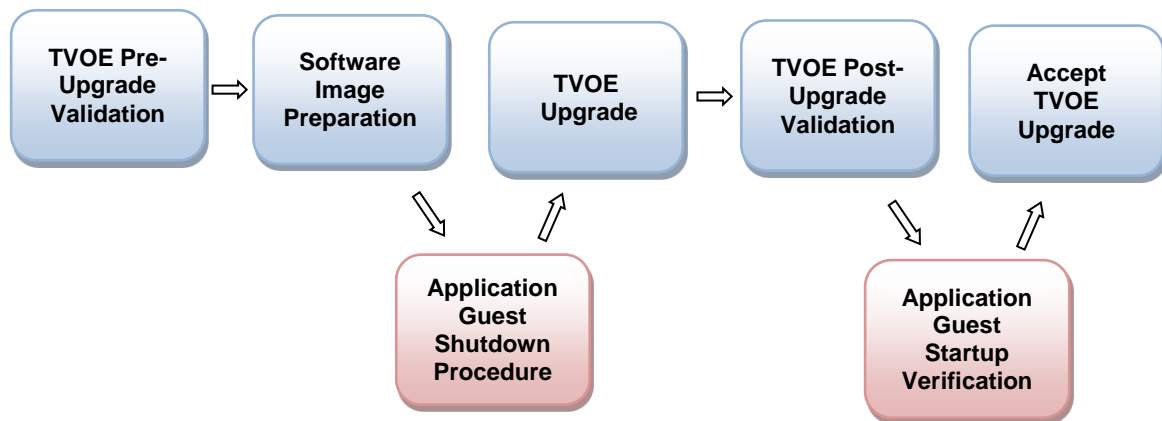 TVOE Pre-
Upgrade
Validation
Software
Image
Preparation
Application
Guest
Shutdown
Procedure
TVOE
Upgrade
TVOE Post-
Upgrade
Validation
Application
Guest
Startup
Verification
Accept
TVOE
Upgrade